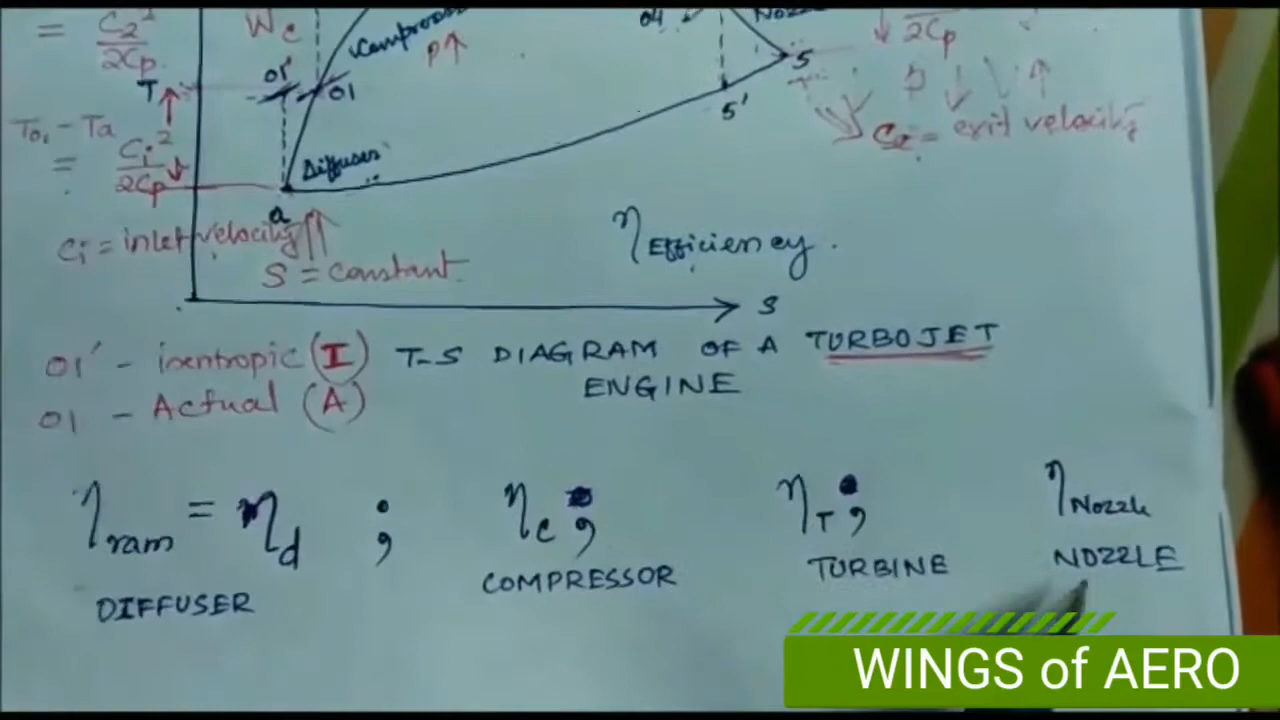 = C2² / 2Cp
Wc
Compressor
P↑
04
Nozzle
↓ 2Cp
T
01'
01
5
5'
P ↓ ↑
T01 - Ta
= Ci² / 2Cp ↓
Diffuser
= exit velocity
a
Ci = inlet velocity ↑↑
S = constant
η Efficiency.
S
01' - isentropic (I)
01 - Actual (A)
T-S DIAGRAM OF A TURBOJET
ENGINE
ηram = ηd ;
DIFFUSER
ηc ;
COMPRESSOR
ηT ;
TURBINE
ηNozzle
NOZZLE
WINGS of AERO